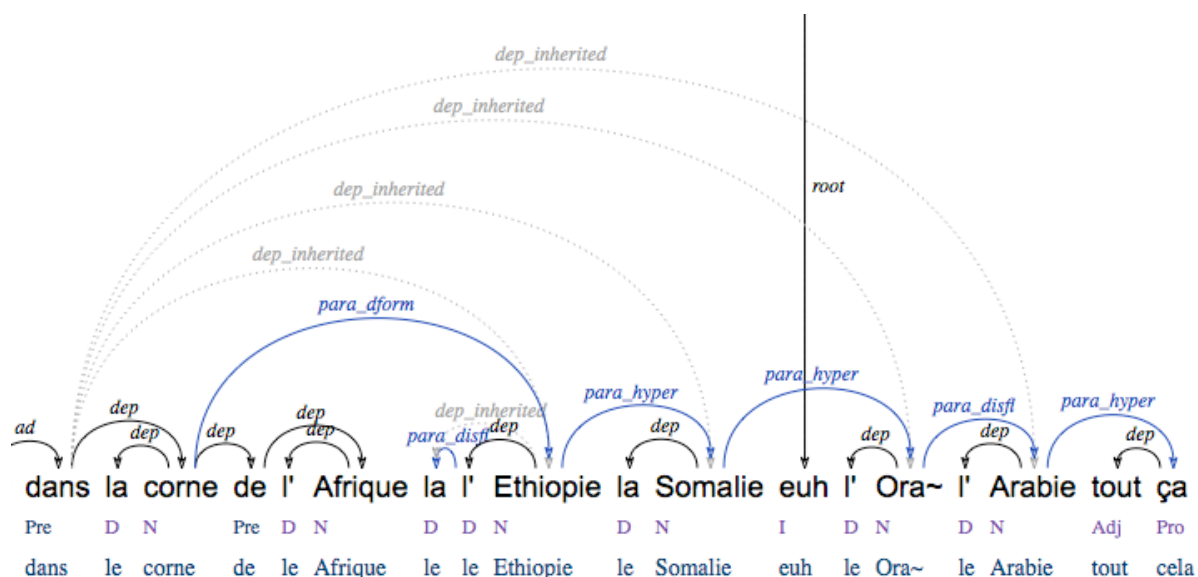 dep_inherited
dep_inherited
dep_inherited
root
dep_inherited
para_dform
para_hyper
para_hyper
ad dep dep dep dep dep_inherited para_disfl dep dep dep para_disfl dep para_hyper dep
dans la corne de l' Afrique la l' Ethiopie la Somalie euh l' Ora~ l' Arabie tout ça
Pre D N Pre D N D D N D N I D N D N Adj Pro
dans le corne de le Afrique le le Ethiopie le Somalie euh le Ora~ le Arabie tout cela